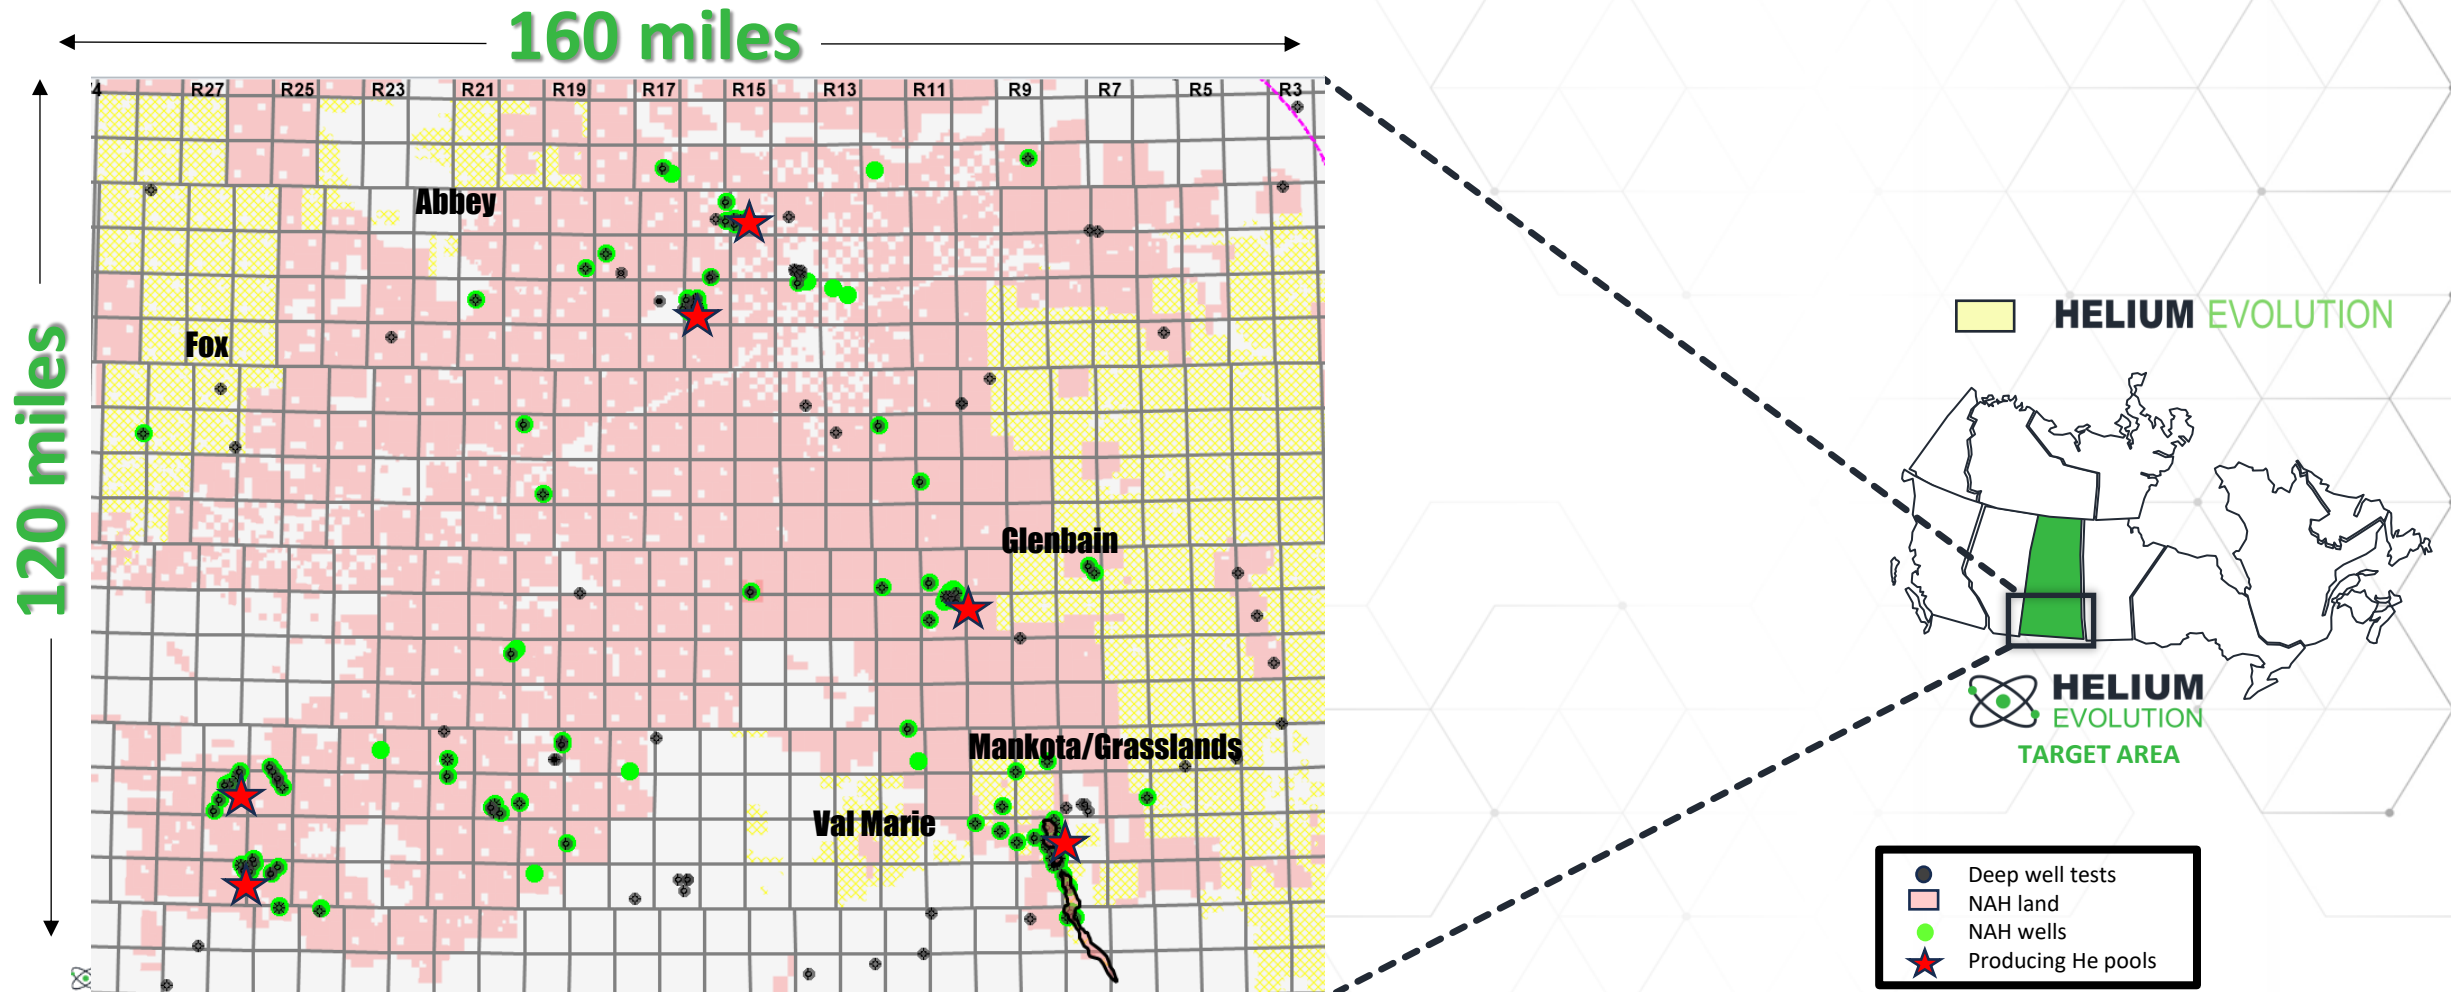 160 miles
120 miles
4 R27 R25 R23 R21 R19 R17 R15 R13 R11 R9 R7 R5 R3
Abbey
Fox
Glenbain
Mankota/Grasslands
Val Marie
HELIUM EVOLUTION
HELIUM
EVOLUTION
TARGET AREA
Deep well tests
NAH land
NAH wells
Producing He pools